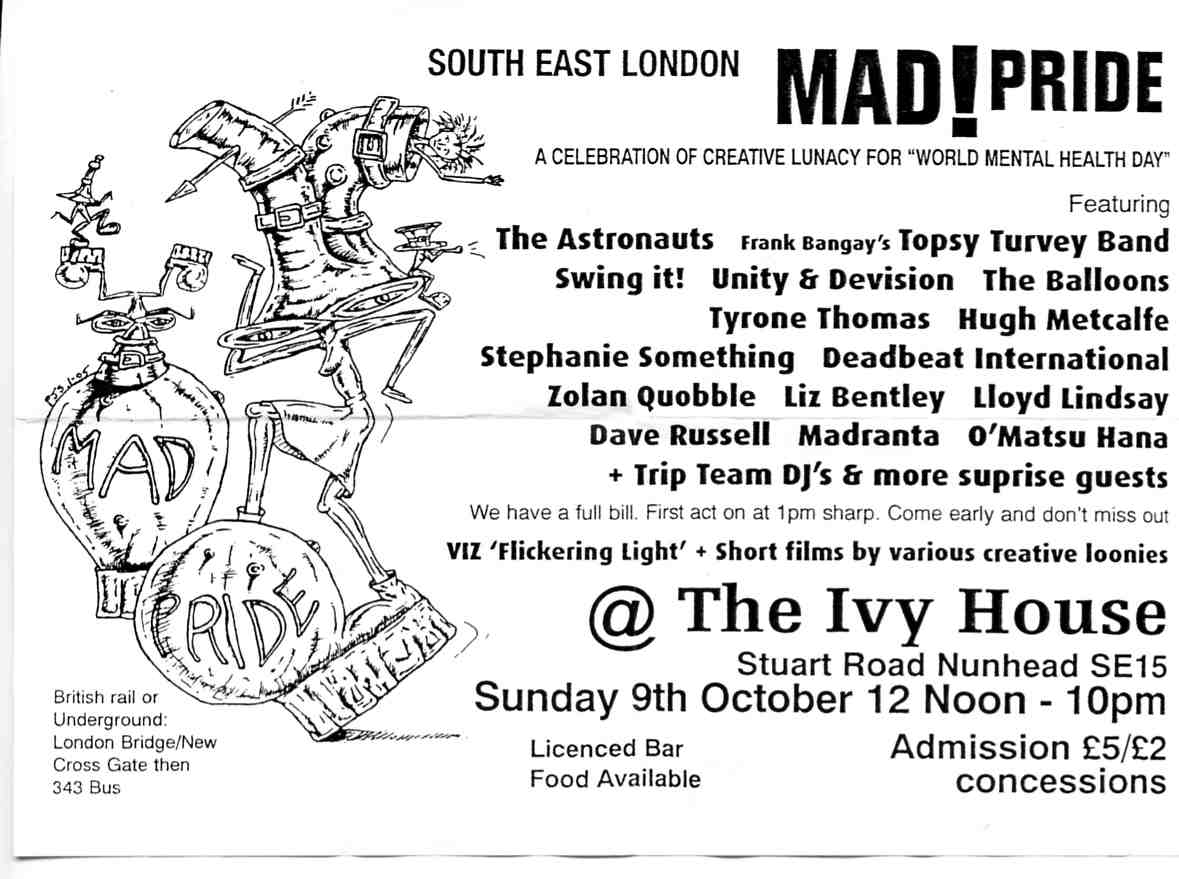 SOUTH EAST LONDON MAD!PRIDE
A CELEBRATION OF CREATIVE LUNACY FOR "WORLD MENTAL HEALTH DAY"
Featuring
The Astronauts Frank Bangay's Topsy Turvey Band
Swing it! Unity & Devision The Balloons
Tyrone Thomas Hugh Metcalfe
Stephanie Something Deadbeat International
Zolan Quobble Liz Bentley Lloyd Lindsay
Dave Russell Madranta O'Matsu Hana
+ Trip Team DJ's & more suprise guests
We have a full bill. First act on at 1pm sharp. Come early and don't miss out
VIZ 'Flickering Light' + Short films by various creative loonies
@ The Ivy House
Stuart Road Nunhead SE15
Sunday 9th October 12 Noon - 10pm
Admission £5/£2
concessions
Licenced Bar
Food Available
MAD
PRIDE
British rail or
Underground:
London Bridge/New
Cross Gate then
343 Bus